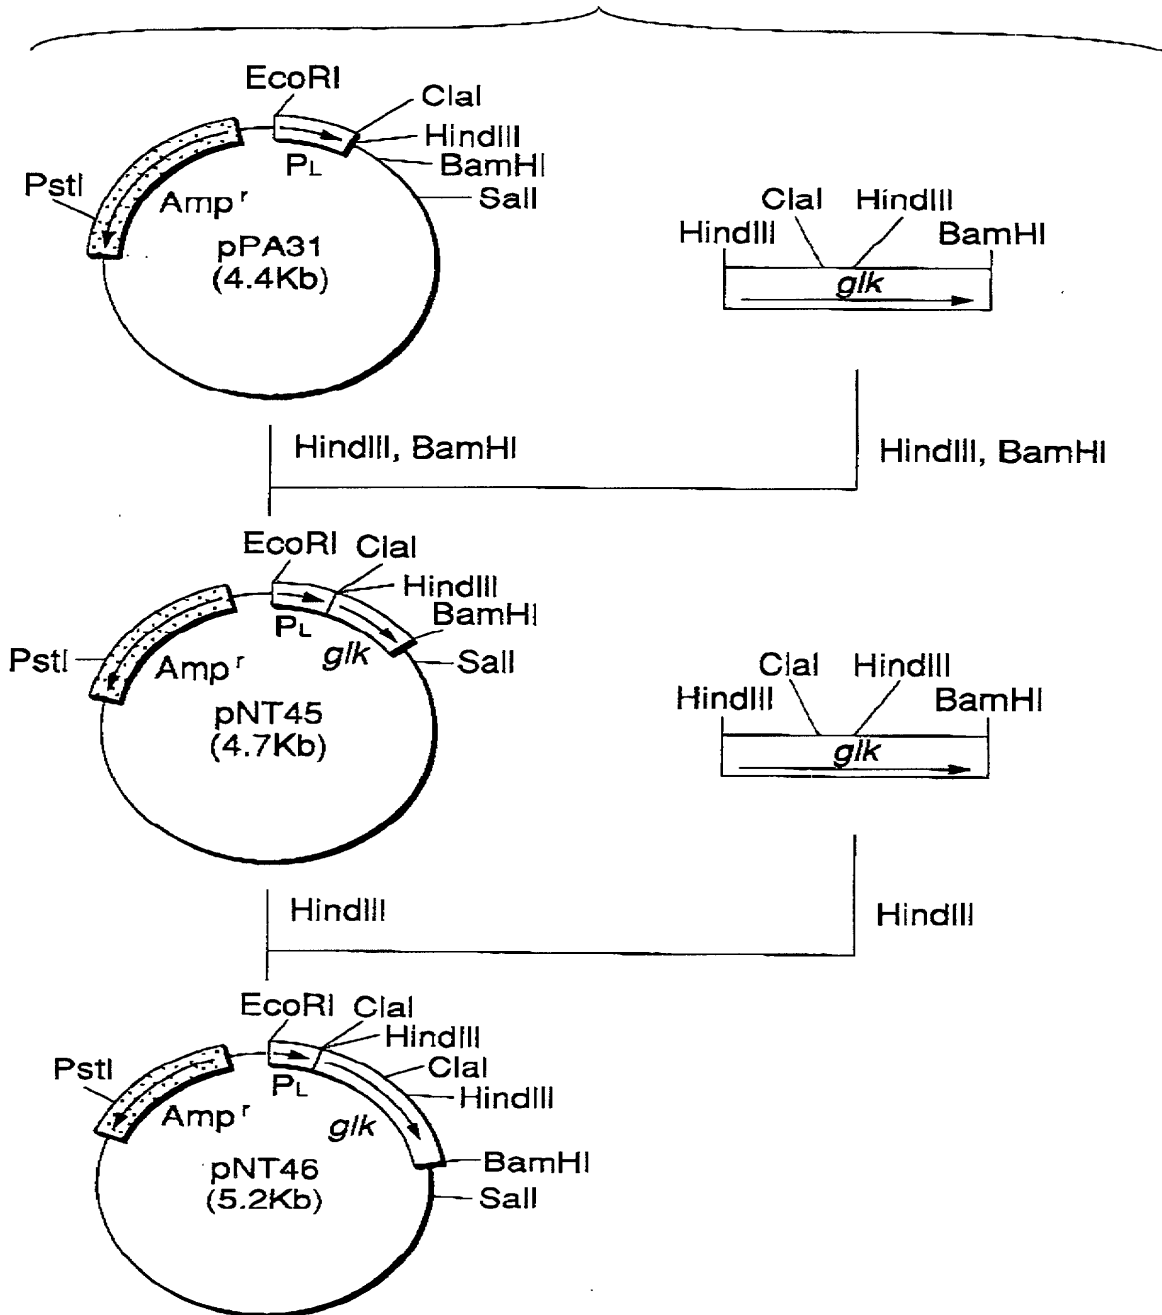 EcoRI
ClaI
HindIII
BamHI
SalI
PL
PstI
Amp r
pPA31
(4.4Kb)
ClaI HindIII
HindIII BamHI
glk
HindIII, BamHI
HindIII, BamHI
EcoRI ClaI
HindIII
BamHI
SalI
PL
glk
PstI
Amp r
pNT45
(4.7Kb)
ClaI HindIII
HindIII BamHI
glk
HindIII
HindIII
EcoRI ClaI
HindIII
ClaI
HindIII
PL
glk
PstI
Amp r
BamHI
SalI
pNT46
(5.2Kb)